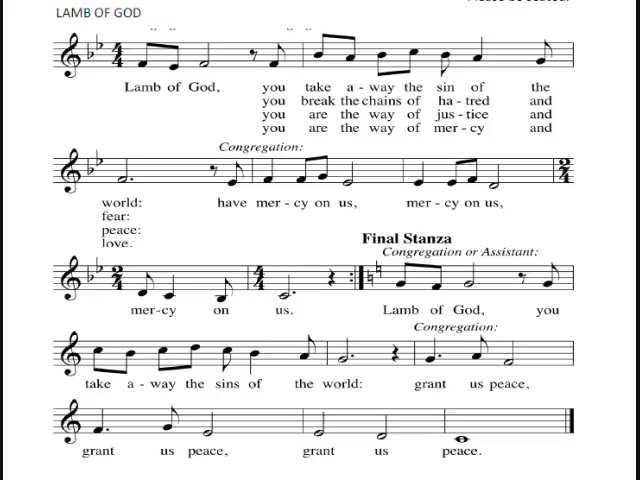 LAMB OF GOD
Lamb of God, you take a - way the sin of the
you break the chains of ha - tred and
you are the way of jus - tice and
you are the way of mer - cy and
Congregation:
world: have mer - cy on us, mer - cy on us,
fear:
peace:
love.
Final Stanza
Congregation or Assistant:
mer - cy on us. Lamb of God, you
Congregation:
take a - way the sins of the world: grant us peace,
grant us peace, grant us peace.